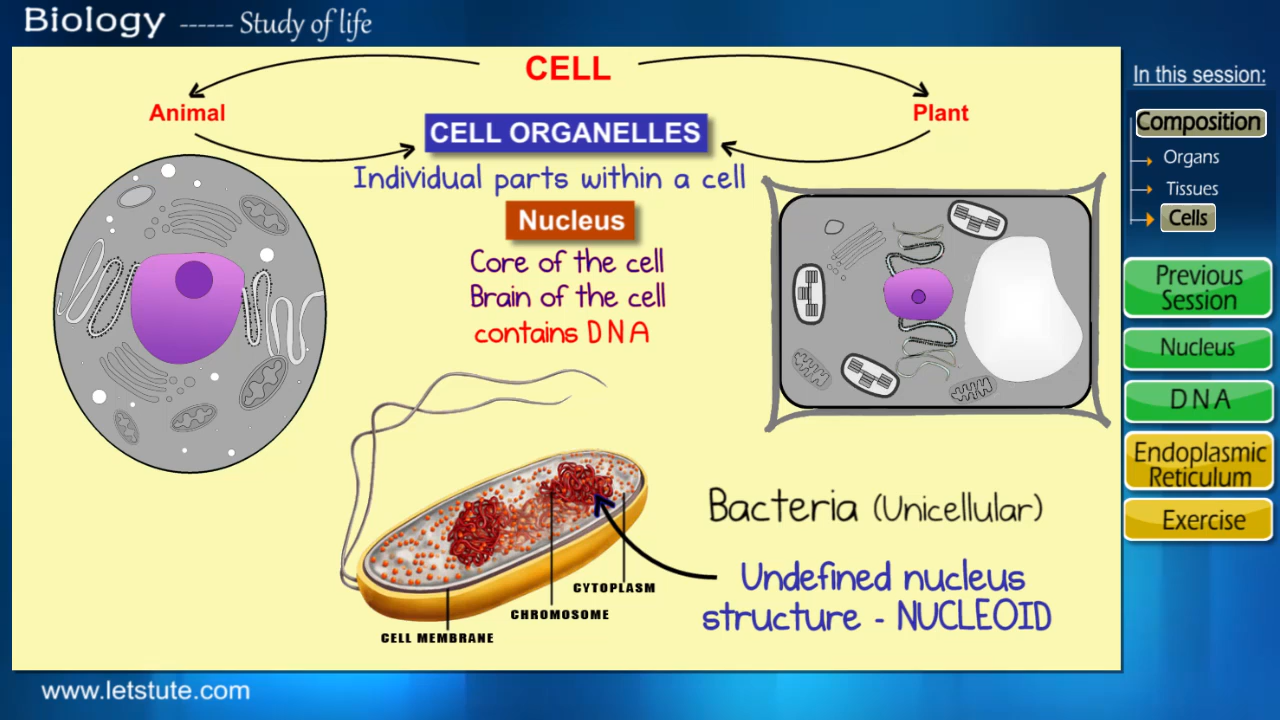 Biology ------ Study of life
CELL
Animal
Plant
CELL ORGANELLES
Individual parts within a cell
Nucleus
Core of the cell
Brain of the cell
contains DNA
Bacteria (Unicellular)
Undefined nucleus
structure - NUCLEOID
CYTOPLASM
CHROMOSOME
CELL MEMBRANE
In this session:
Composition
Organs
Tissues
Cells
Previous
Session
Nucleus
DNA
Endoplasmic
Reticulum
Exercise
www.letstute.com